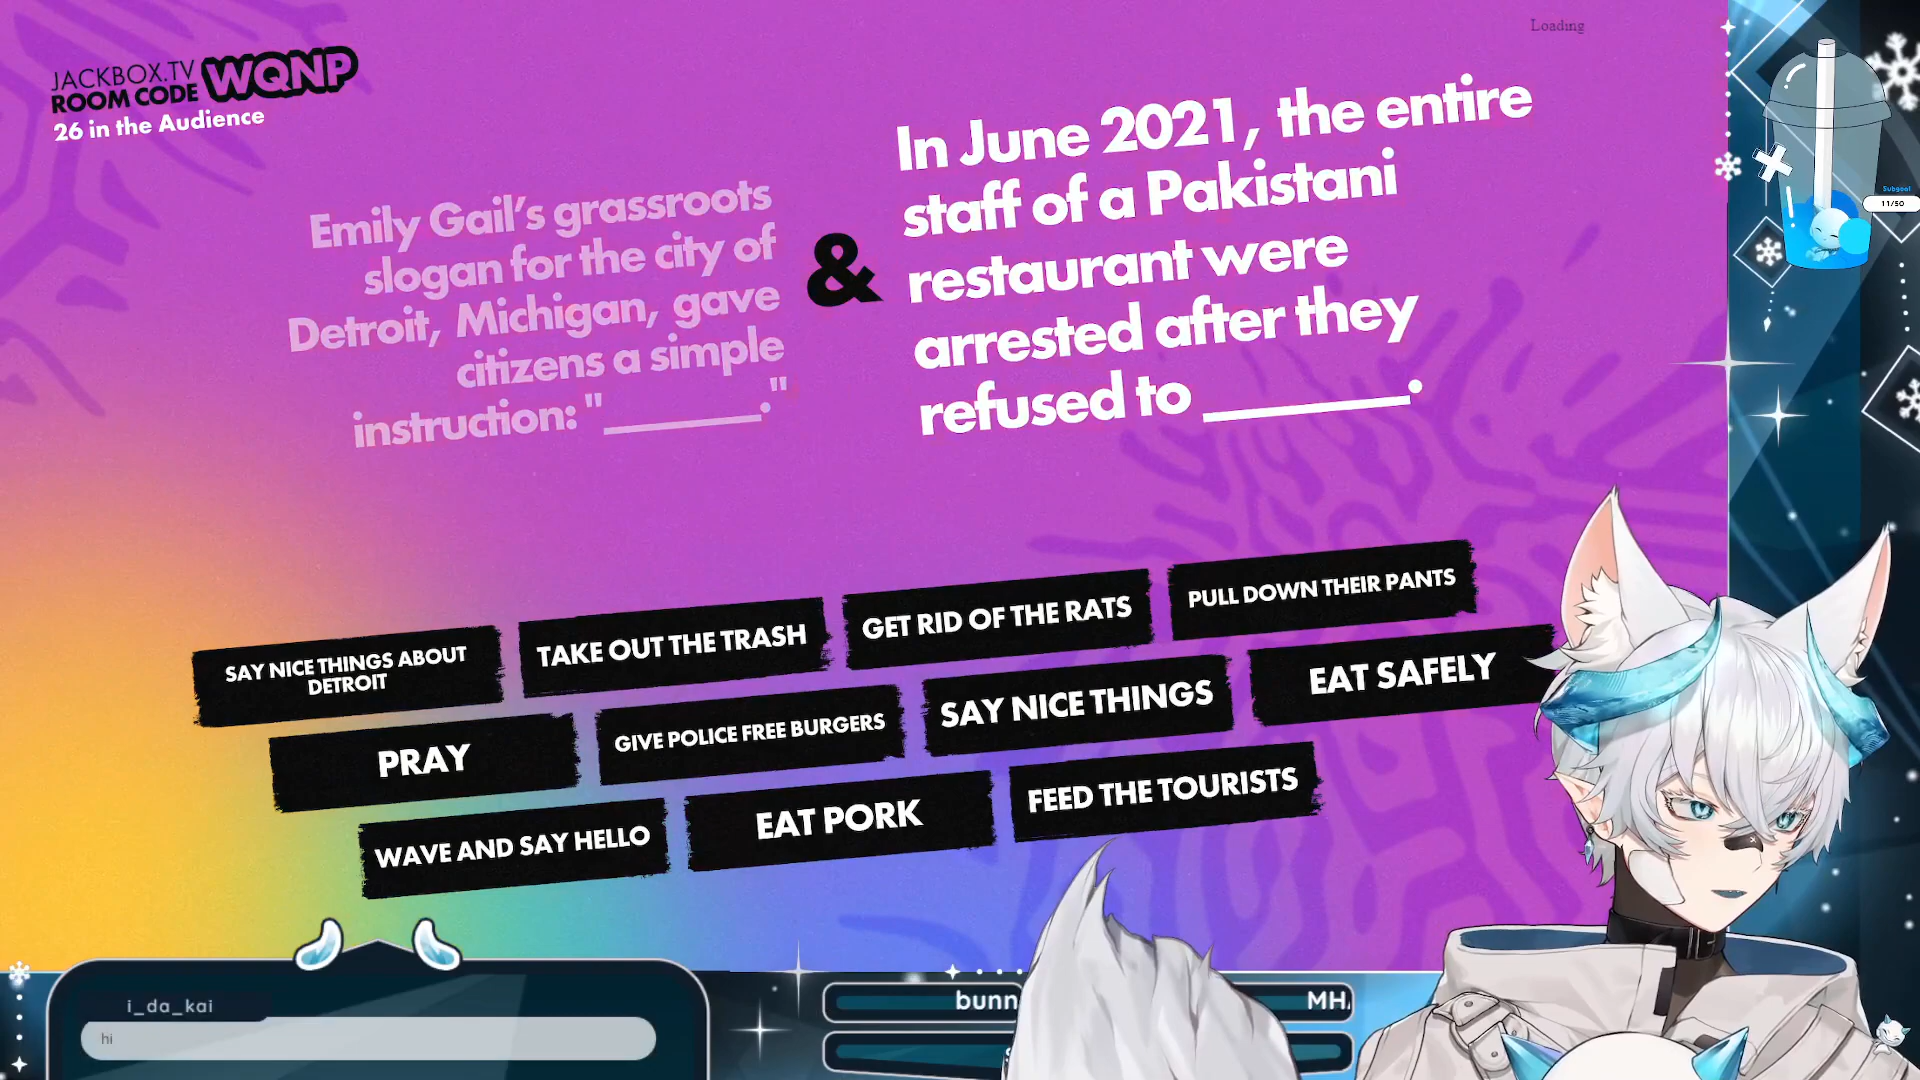 Loading
JACKBOX.TV
ROOM CODE WQNP
26 in the Audience
Emily Gail’s grassroots
slogan for the city of
Detroit, Michigan, gave
citizens a simple
instruction: "______."
&
In June 2021, the entire
staff of a Pakistani
restaurant were
arrested after they
refused to ______.
SAY NICE THINGS ABOUT
DETROIT
TAKE OUT THE TRASH
GET RID OF THE RATS
PULL DOWN THEIR PANTS
PRAY
GIVE POLICE FREE BURGERS
SAY NICE THINGS
EAT SAFELY
WAVE AND SAY HELLO
EAT PORK
FEED THE TOURISTS
Subgoal
11/50
i_da_kai
hi
bunn
MH